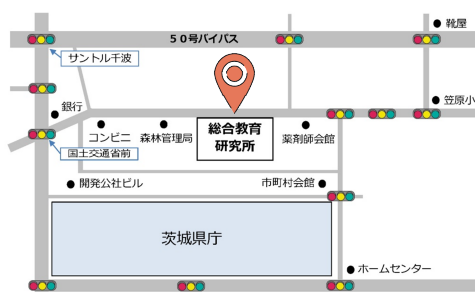 靴屋
５０号バイパス
サントル千波
銀行
笠原小
コンビニ
森林管理局
総合教育
研究所
薬剤師会館
国土交通省前
開発公社ビル
市町村会館
茨城県庁
ホームセンター